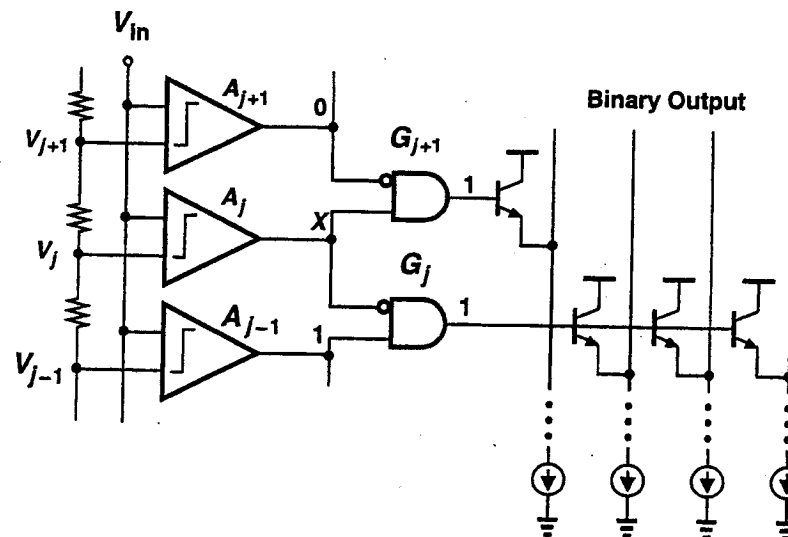 V_in
A_{j+1}
0
Binary Output
V_{j+1}
G_{j+1}
1
A_j
X
V_j
G_j
1
A_{j−1}
1
V_{j−1}